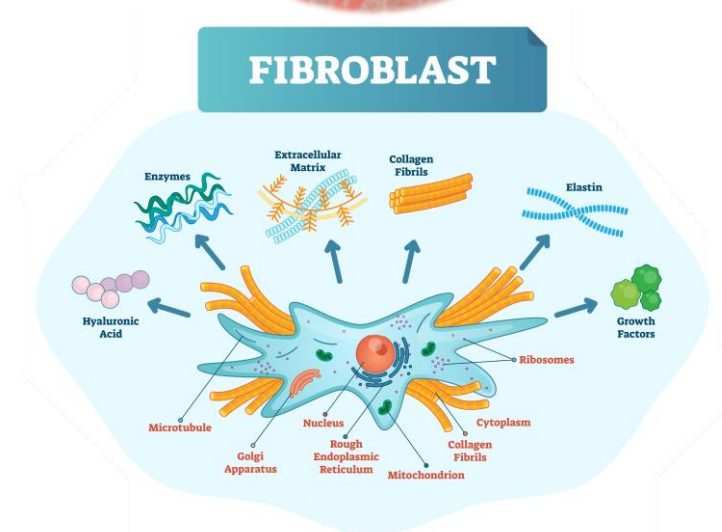 FIBROBLAST
Enzymes
Extracellular
Matrix
Collagen
Fibrils
Elastin
Hyaluronic
Acid
Growth
Factors
Ribosomes
Microtubule
Nucleus
Cytoplasm
Golgi
Apparatus
Rough
Endoplasmic
Reticulum
Collagen
Fibrils
Mitochondrion